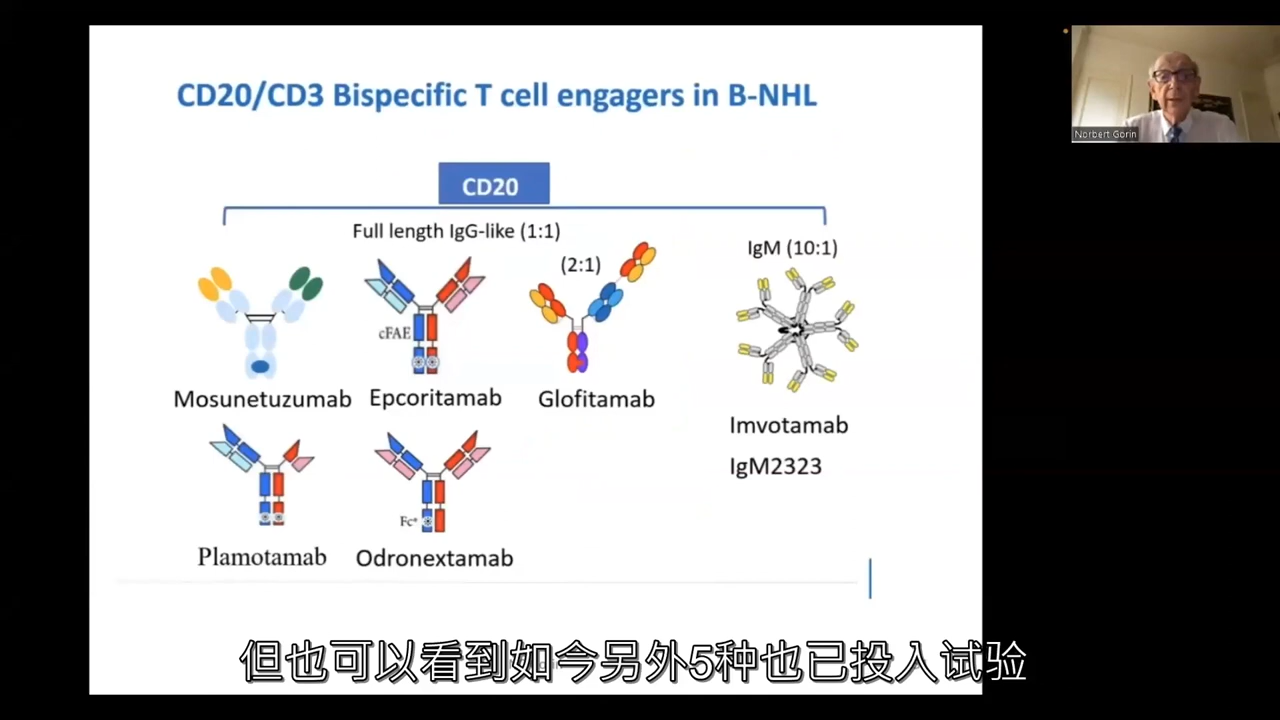 CD20/CD3 Bispecific T cell engagers in B-NHL
Norbert Gorin
CD20
Full length IgG-like (1:1)
(2:1)
IgM (10:1)
cFAE
Mosunetuzumab
Epcoritamab
Glofitamab
Imvotamab
IgM2323
Fc*
Plamotamab
Odronextamab
但也可以看到如今另外5种也已投入试验